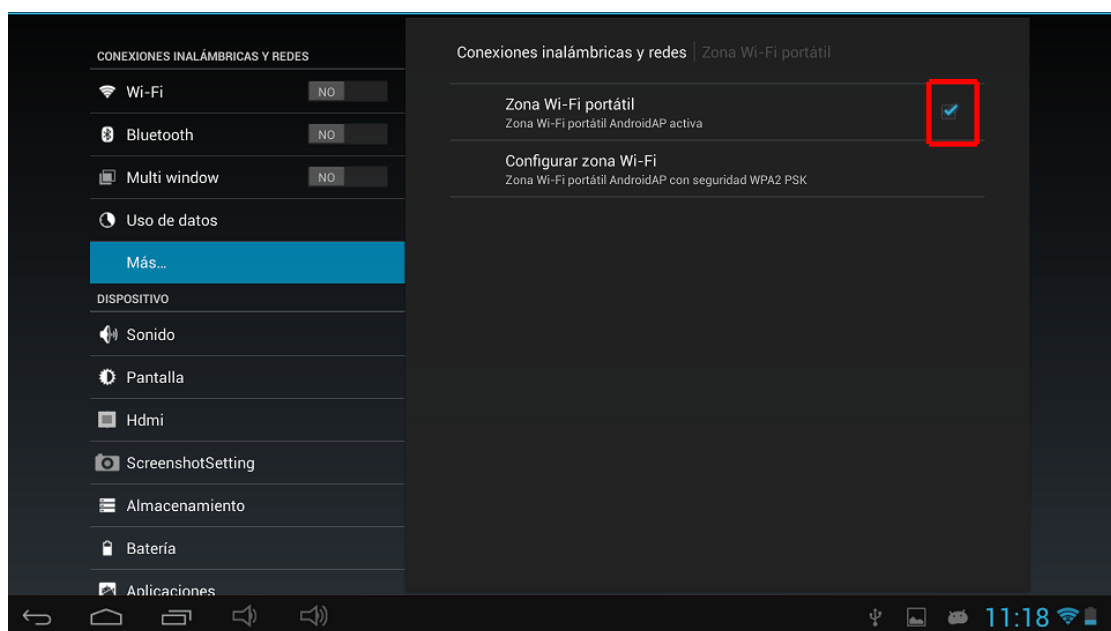 CONEXIONES INALÁMBRICAS Y REDES
Wi-Fi NO
Bluetooth NO
Multi window NO
Uso de datos
Más...
DISPOSITIVO
Sonido
Pantalla
Hdmi
ScreenshotSetting
Almacenamiento
Batería
Aplicaciones
Conexiones inalámbricas y redes | Zona Wi-Fi portátil
Zona Wi-Fi portátil
Zona Wi-Fi portátil AndroidAP activa
Configurar zona Wi-Fi
Zona Wi-Fi portátil AndroidAP con seguridad WPA2 PSK
11:18